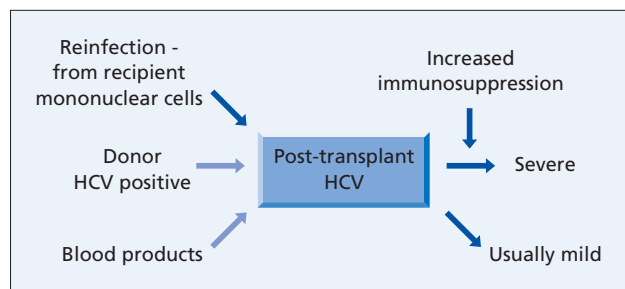 Reinfection -
from recipient
mononuclear cells
Donor
HCV positive
Blood products
Post-transplant
HCV
Increased
immunosuppression
Severe
Usually mild